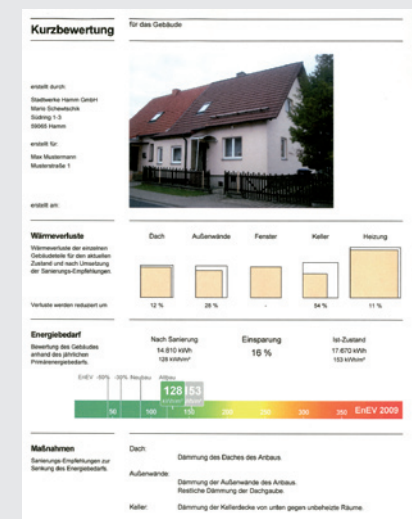 Kurzbewertung
für das Gebäude
erstellt durch:
Stadtwerke Hamm GmbH
Mario Schewtschik
Südring 1-3
59065 Hamm
erstellt für:
Max Mustermann
Musterstraße 1
erstellt am:
Wärmeverluste
Wärmeverluste der einzelnen
Gebäudeteile für den aktuellen
Zustand und nach Umsetzung
der Sanierungs-Empfehlungen.
Dach Außenwände Fenster Keller Heizung
Verluste werden reduziert um 12 % 28 % - 54 % 11 %
Energiebedarf
Bewertung des Gebäudes
anhand des jährlichen
Primärenergiebedarfs.
Nach Sanierung Einsparung Ist-Zustand
14.810 kWh 16 % 17.670 kWh
128 kWh/m² 153 kWh/m²
EnEV -50% -30% Neubau Altbau
128 153
kWh/m² kWh/m²
50 100 150 200 250 300 350 EnEV 2009
Maßnahmen
Sanierungs-Empfehlungen zur
Senkung des Energiebedarfs.
Dach:
Dämmung des Daches des Anbaus.
Außenwände:
Dämmung der Außenwände des Anbaus.
Restliche Dämmung der Dachgaube.
Keller:
Dämmung der Kellerdecke von unten gegen unbeheizte Räume.